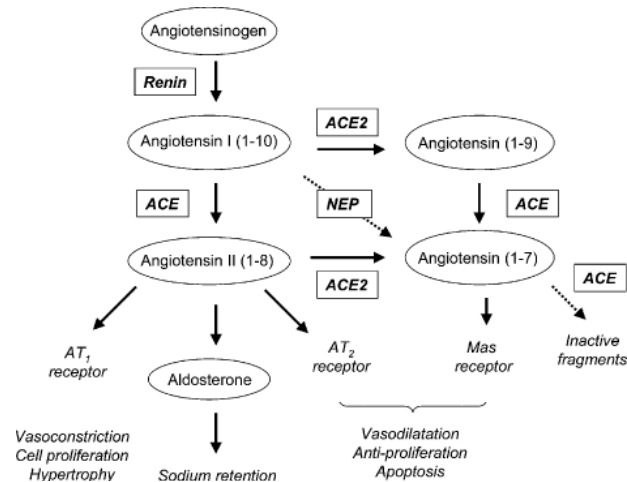 Angiotensinogen
Renin
ACE2
Angiotensin I (1-10)
Angiotensin (1-9)
ACE
NEP
ACE
Angiotensin II (1-8)
Angiotensin (1-7)
ACE2
ACE
AT1
receptor
AT2
receptor
Mas
receptor
Inactive
fragments
Aldosterone
Vasoconstriction
Cell proliferation
Hypertrophy
Sodium retention
Vasodilatation
Anti-proliferation
Apoptosis